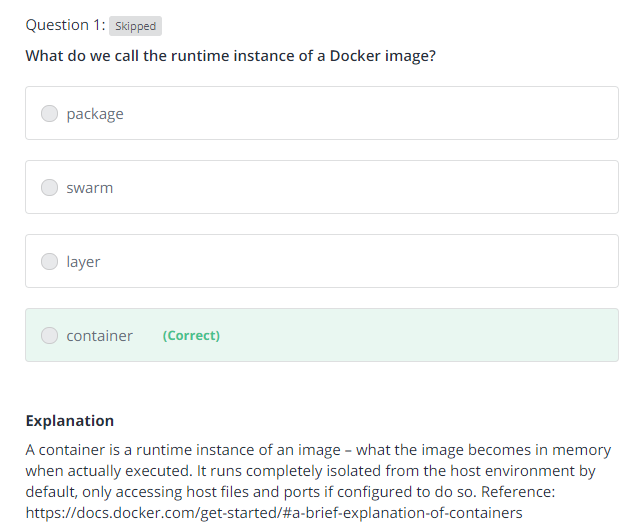 Question 1: Skipped
What do we call the runtime instance of a Docker image?
package
swarm
layer
container (Correct)
Explanation
A container is a runtime instance of an image – what the image becomes in memory
when actually executed. It runs completely isolated from the host environment by
default, only accessing host files and ports if configured to do so. Reference:
https://docs.docker.com/get-started/#a-brief-explanation-of-containers